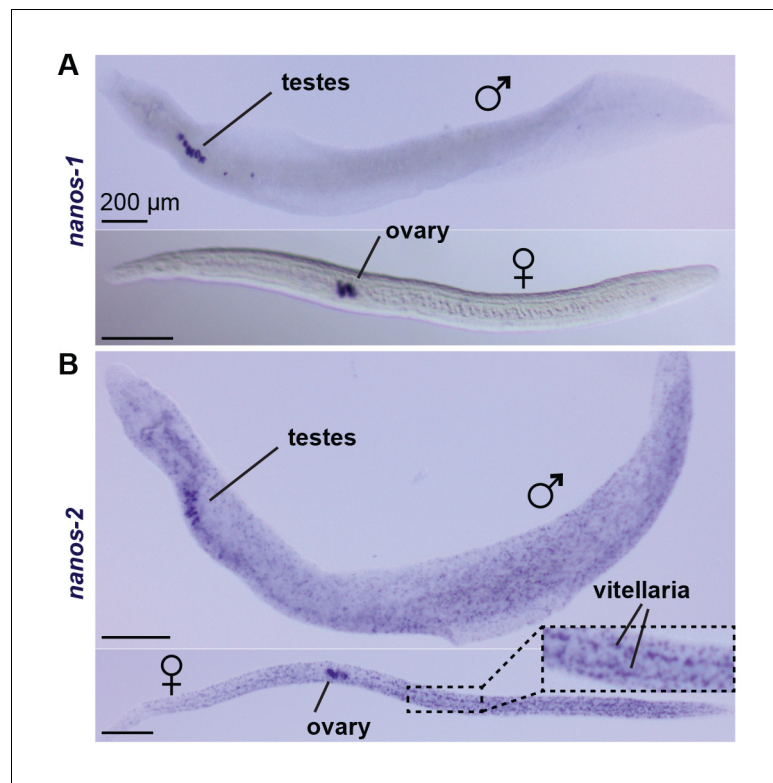 A
nanos-1
testes
♂
200 µm
ovary
♀
B
nanos-2
testes
♂
vitellaria
♀
ovary